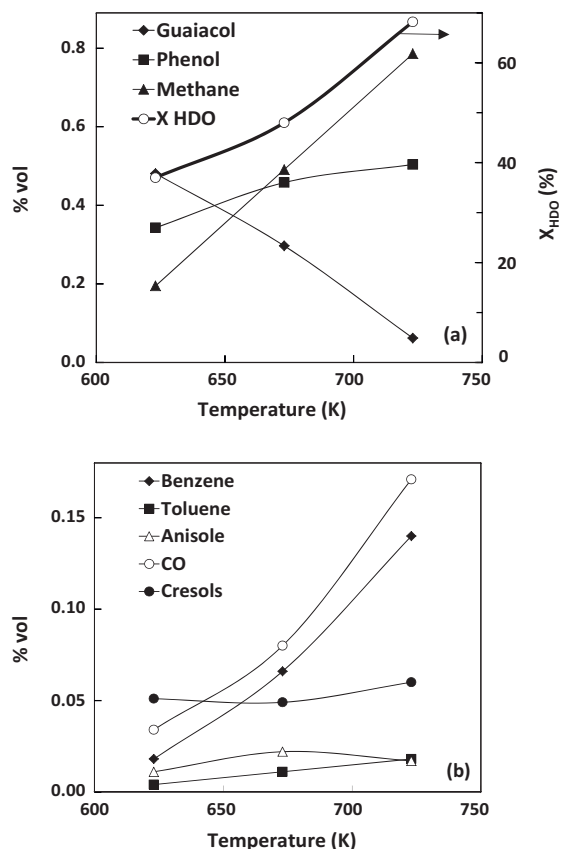 Guaiacol
Phenol
Methane
X HDO
0.8
0.6
0.4
0.2
0.0
% vol
60
40
20
0
X_HDO (%)
(a)
600
650
700
750
Temperature (K)
Benzene
Toluene
Anisole
CO
Cresols
0.15
0.10
0.05
0.00
% vol
(b)
600
650
700
750
Temperature (K)